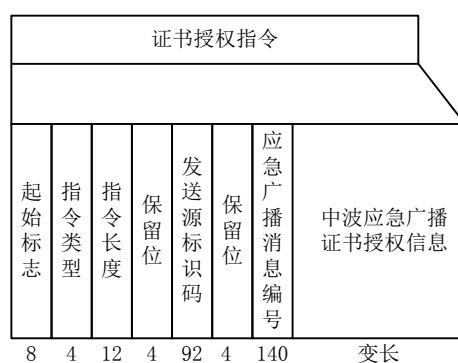 证书授权指令
起始标志
指令类型
指令长度
保留位
发送源标识码
保留位
应急广播消息编号
中波应急广播
证书授权信息
8 4 12 4 92 4 140 变长